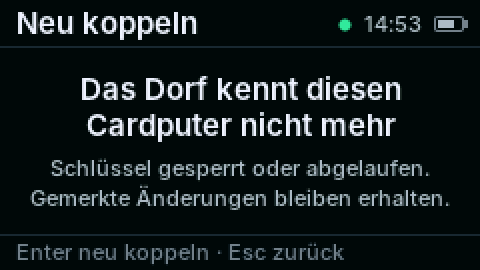 Neu koppeln
14:53
Das Dorf kennt diesen
Cardputer nicht mehr
Schlüssel gesperrt oder abgelaufen.
Gemerkte Änderungen bleiben erhalten.
Enter neu koppeln · Esc zurück